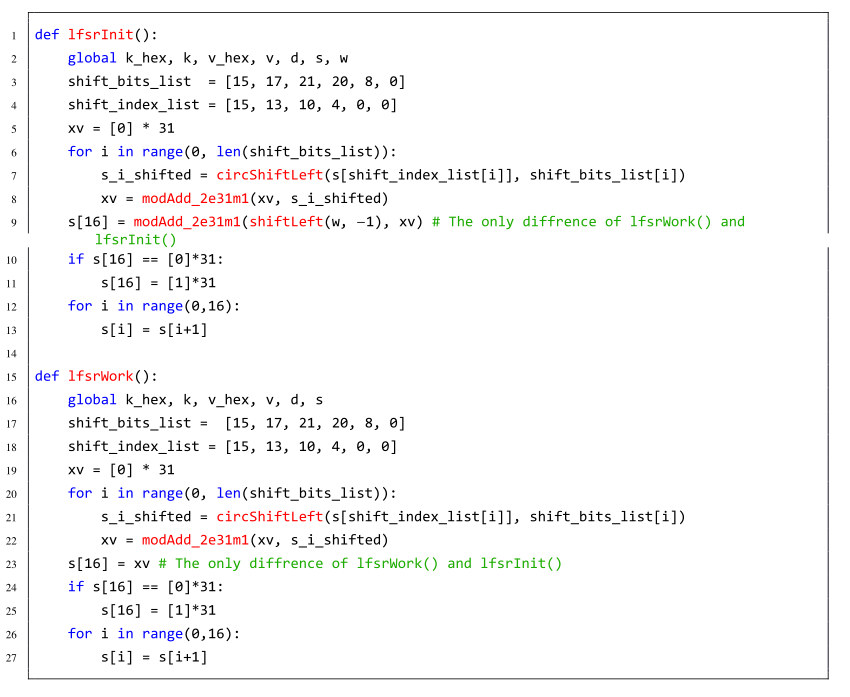 1 def lfsrInit():
2 global k_hex, k, v_hex, v, d, s, w
3 shift_bits_list  = [15, 17, 21, 20, 8, 0]
4 shift_index_list = [15, 13, 10, 4, 0, 0]
5 xv = [0] * 31
6 for i in range(0, len(shift_bits_list)):
7 s_i_shifted = circShiftLeft(s[shift_index_list[i]], shift_bits_list[i])
8 xv = modAdd_2e31m1(xv, s_i_shifted)
9 s[16] = modAdd_2e31m1(shiftLeft(w, −1), xv) # The only diffrence of lfsrWork() and
lfsrInit()
10 if s[16] == [0]*31:
11 s[16] = [1]*31
12 for i in range(0,16):
13 s[i] = s[i+1]
14
15 def lfsrWork():
16 global k_hex, k, v_hex, v, d, s
17 shift_bits_list =  [15, 17, 21, 20, 8, 0]
18 shift_index_list = [15, 13, 10, 4, 0, 0]
19 xv = [0] * 31
20 for i in range(0, len(shift_bits_list)):
21 s_i_shifted = circShiftLeft(s[shift_index_list[i]], shift_bits_list[i])
22 xv = modAdd_2e31m1(xv, s_i_shifted)
23 s[16] = xv # The only diffrence of lfsrWork() and lfsrInit()
24 if s[16] == [0]*31:
25 s[16] = [1]*31
26 for i in range(0,16):
27 s[i] = s[i+1]